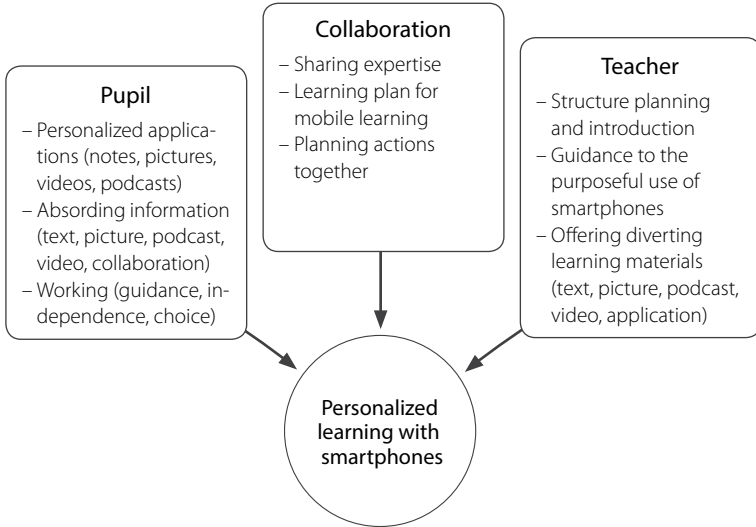 Pupil
– Personalized applica-
tions (notes, pictures,
videos, podcasts)
– Absording information
(text, picture, podcast,
video, collaboration)
– Working (guidance, in-
dependence, choice)
Collaboration
– Sharing expertise
– Learning plan for
mobile learning
– Planning actions
together
Teacher
– Structure planning
and introduction
– Guidance to the
purposeful use of
smartphones
– Offering diverting
learning materials
(text, picture, podcast,
video, application)
Personalized
learning with
smartphones